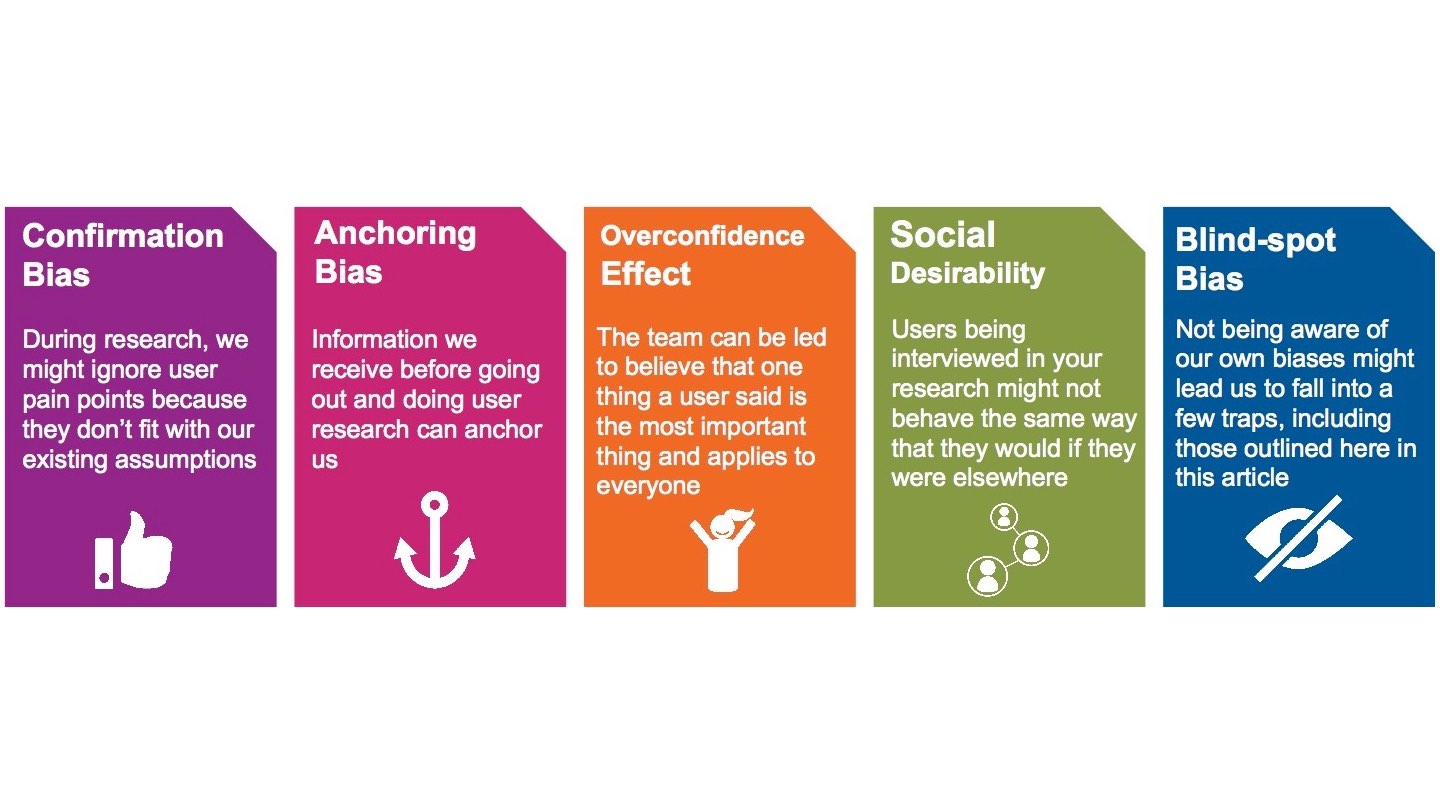 Confirmation
Bias
During research, we
might ignore user
pain points because
they don't fit with our
existing assumptions
Anchoring
Bias
Information we
receive before going
out and doing user
research can anchor
us
Overconfidence
Effect
The team can be led
to believe that one
thing a user said is
the most important
thing and applies to
everyone
Social
Desirability
Users being
interviewed in your
research might not
behave the same way
that they would if they
were elsewhere
Blind-spot
Bias
Not being aware of
our own biases might
lead us to fall into a
few traps, including
those outlined here in
this article